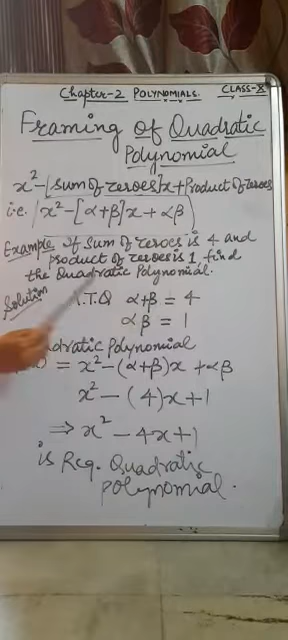 Chapter-2 POLYNOMIALS. CLASS-X
Framing of Quadratic
Polynomial
x²-[Sum of zeroes]x+Product of zeroes
i.e. x²-[α+β]x+αβ
Example If Sum of zeroes is 4 and
product of zeroes is 1 find
the Quadratic Polynomial.
Solution A.T.Q α+β = 4
αβ = 1
Polynomial
= x²-(α+β)x+αβ
x²-(4)x+1
⇒ x²-4x+1
is Req. Quadratic
polynomial.